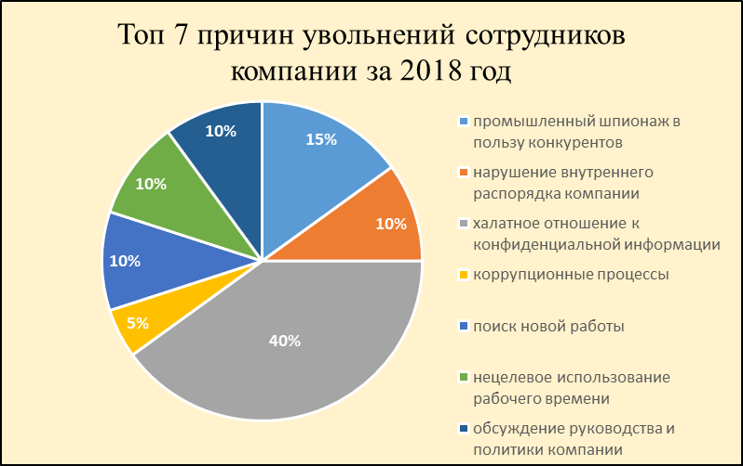 Топ 7 причин увольнений сотрудников
компании за 2018 год
10%
15%
10%
10%
10%
5%
40%
промышленный шпионаж в
пользу конкурентов
нарушение внутреннего
распорядка компании
халатное отношение к
конфиденциальной информации
коррупционные процессы
поиск новой работы
нецелевое использование
рабочего времени
обсуждение руководства и
политики компании